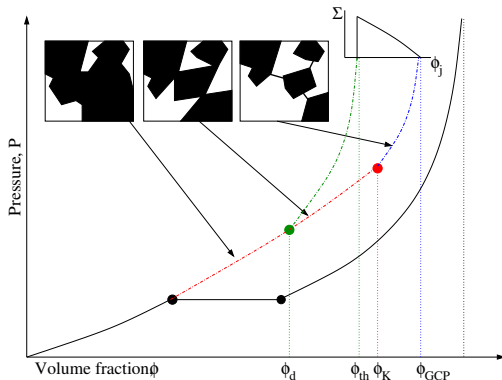 Σ
ϕj
Pressure, P
Volume fraction ϕ
ϕd
ϕth
ϕK
ϕGCP